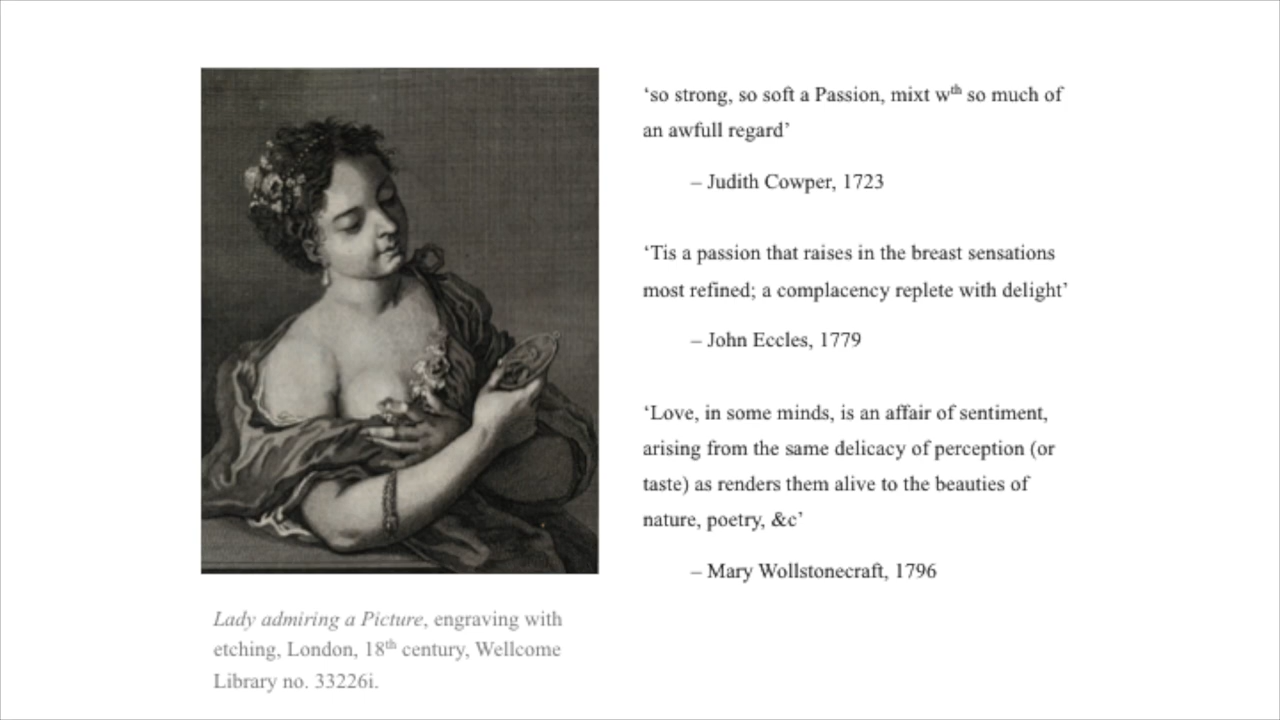 ‘so strong, so soft a Passion, mixt wth so much of
an awfull regard’
– Judith Cowper, 1723
‘Tis a passion that raises in the breast sensations
most refined; a complacency replete with delight’
– John Eccles, 1779
‘Love, in some minds, is an affair of sentiment,
arising from the same delicacy of perception (or
taste) as renders them alive to the beauties of
nature, poetry, &c’
– Mary Wollstonecraft, 1796
Lady admiring a Picture, engraving with
etching, London, 18th century, Wellcome
Library no. 33226i.